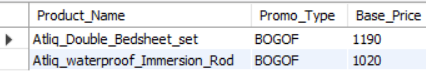 Product_Name Promo_Type Base_Price
Atliq_Double_Bedsheet_set BOGOF 1190
Atliq_waterproof_Immersion_Rod BOGOF 1020